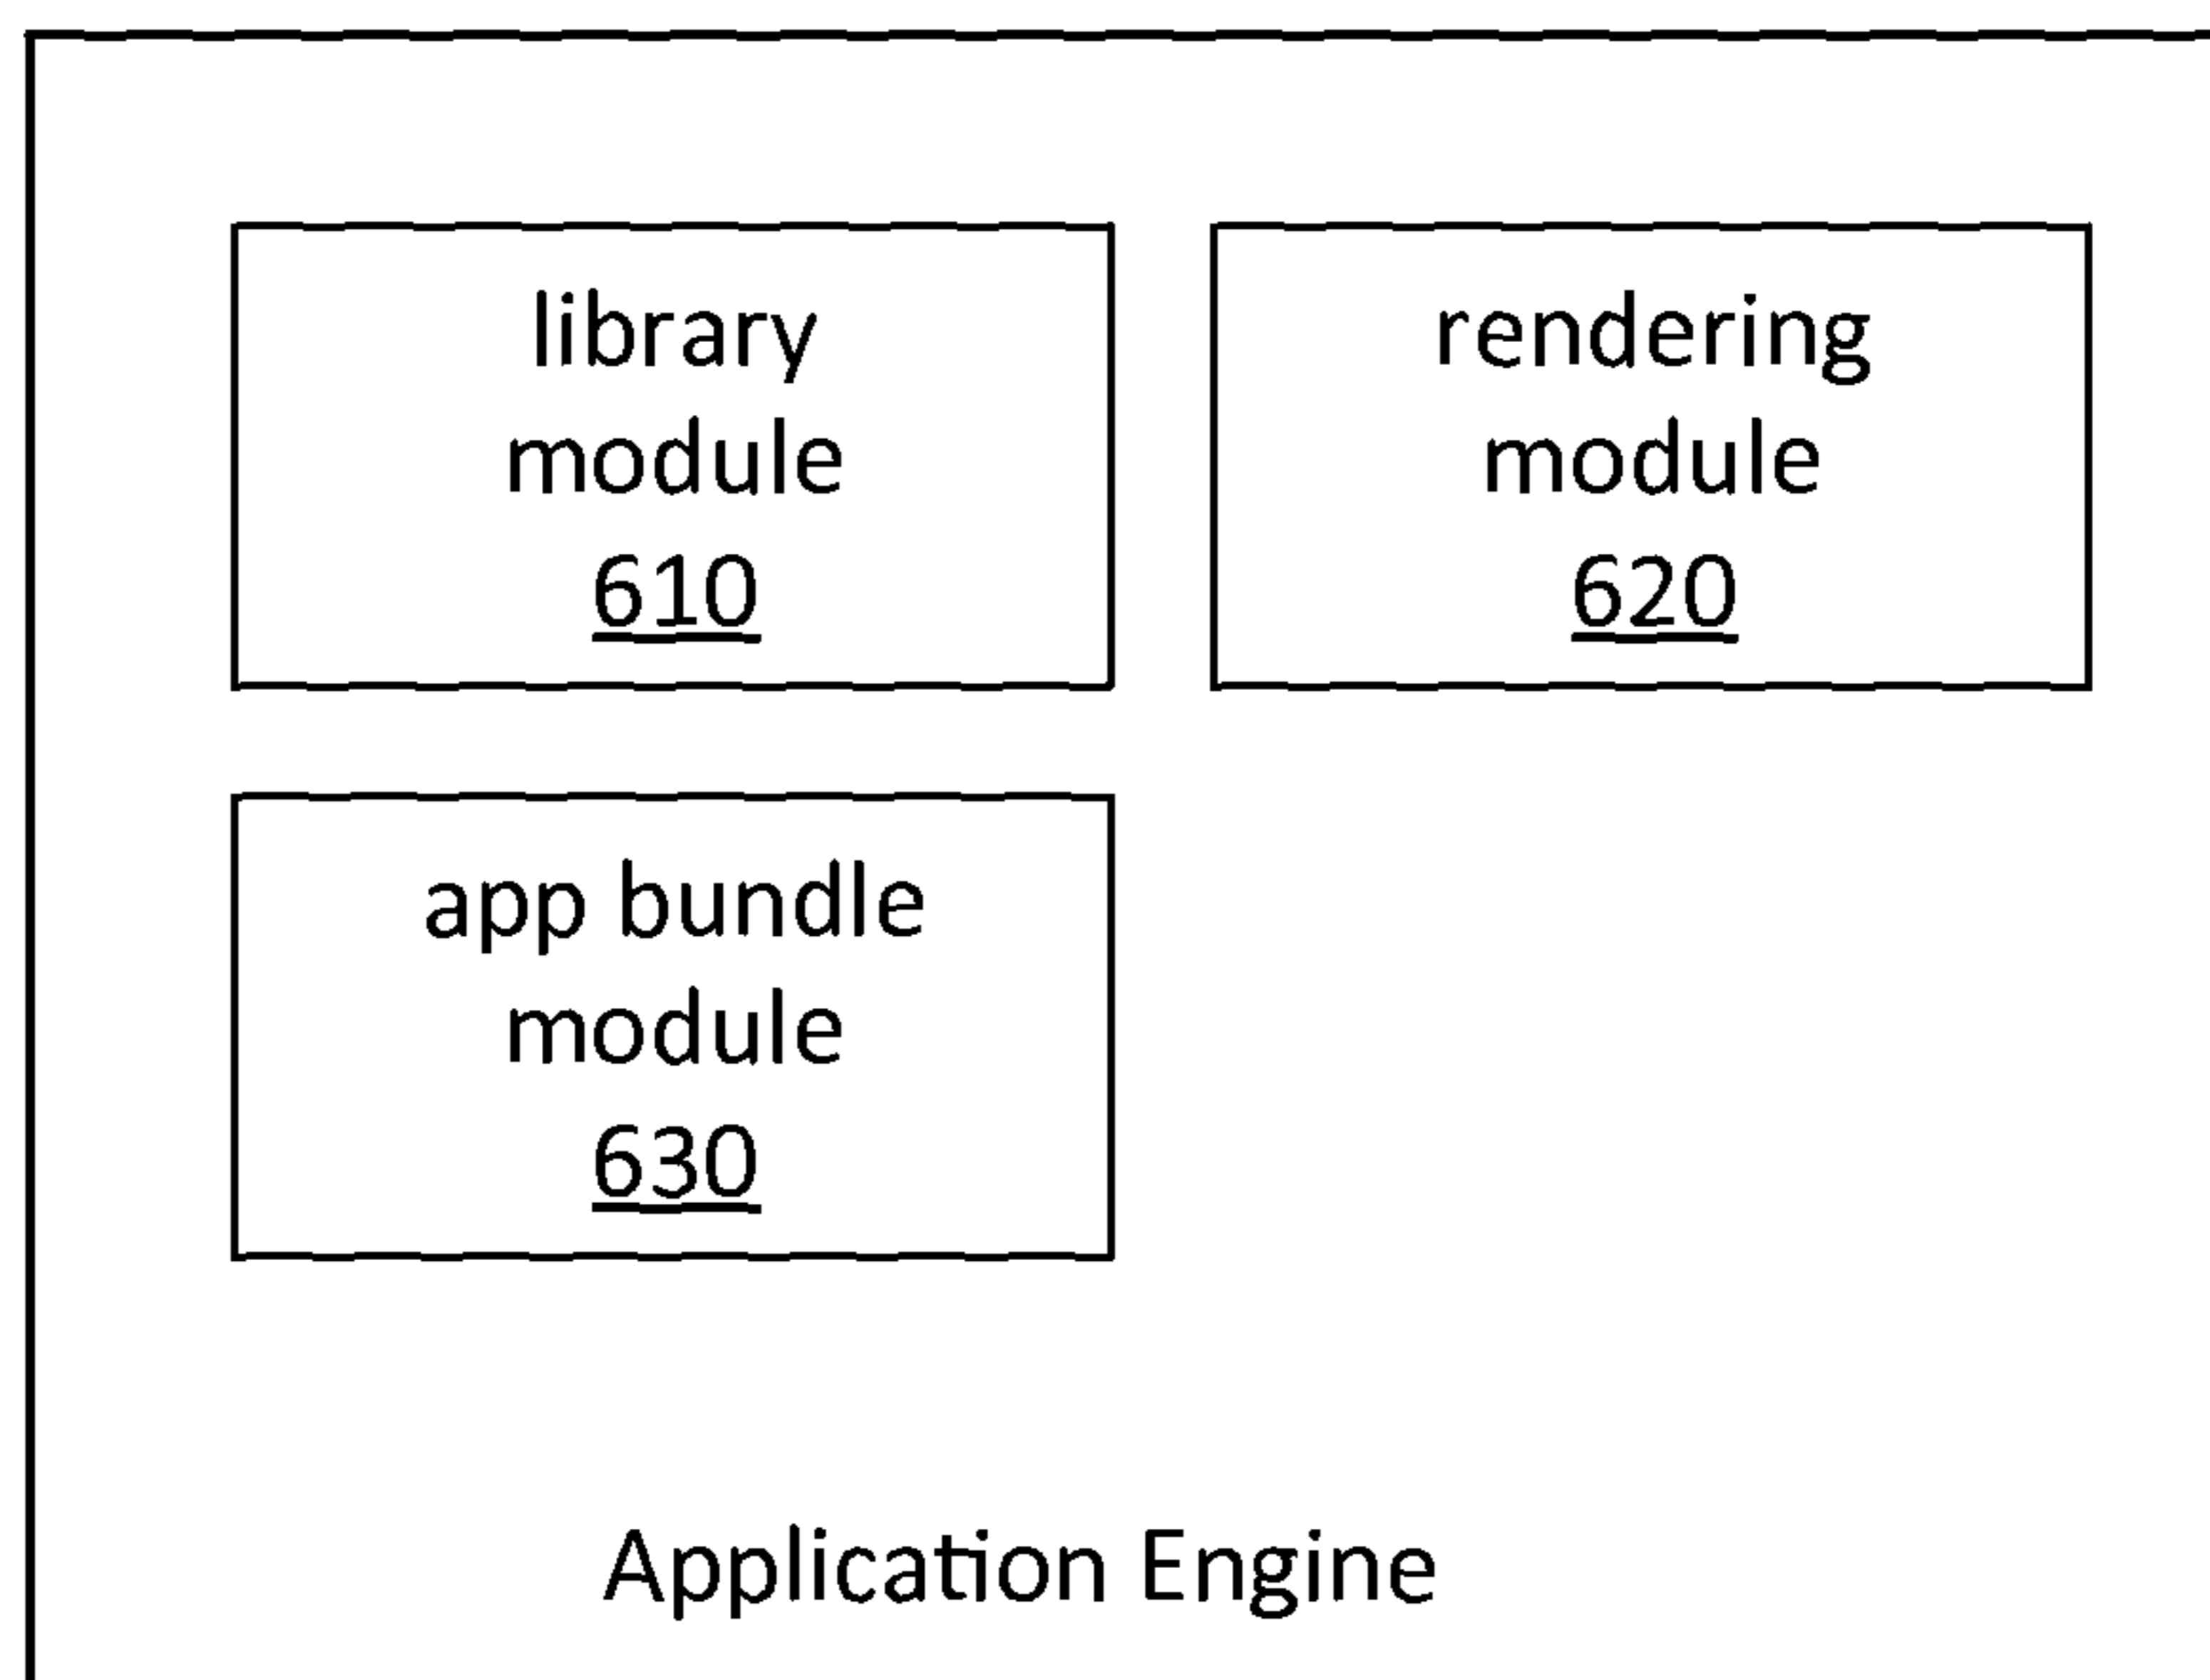 library
module
610
rendering
module
620
app bundle
module
630
Application Engine